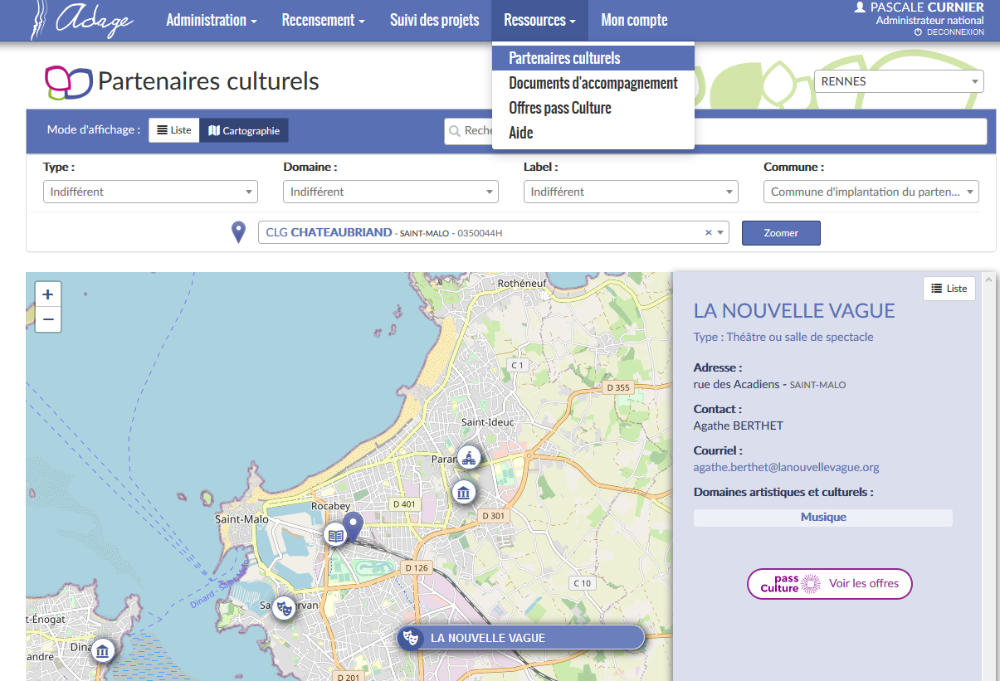 Adage
Administration
Recensement
Suivi des projets
Ressources
Mon compte
PASCALE CURNIER
Administrateur national
DECONNEXION
Partenaires culturels
Documents d'accompagnement
Offres pass Culture
Aide
Partenaires culturels
RENNES
Mode d'affichage :
Liste
Cartographie
Reche
Type :
Domaine :
Label :
Commune :
Indifférent
Indifférent
Indifférent
Commune d'implantation du parten...
CLG CHATEAUBRIAND - SAINT-MALO - 0350044H
×
Zoomer
+
−
Rothéneuf
C 1
D 355
Saint-Ideuc
Param
D 401
Rocabey
D 301
Saint-Malo
D 126
C 10
Dinard - Saint-Malo
Sai
rvan
t-Énogat
Dina
andre
LA NOUVELLE VAGUE
D 201
Liste
LA NOUVELLE VAGUE
Type : Théâtre ou salle de spectacle
Adresse :
rue des Acadiens - SAINT-MALO
Contact :
Agathe BERTHET
Courriel :
agathe.berthet@lanouvellevague.org
Domaines artistiques et culturels :
Musique
pass
Culture
Voir les offres